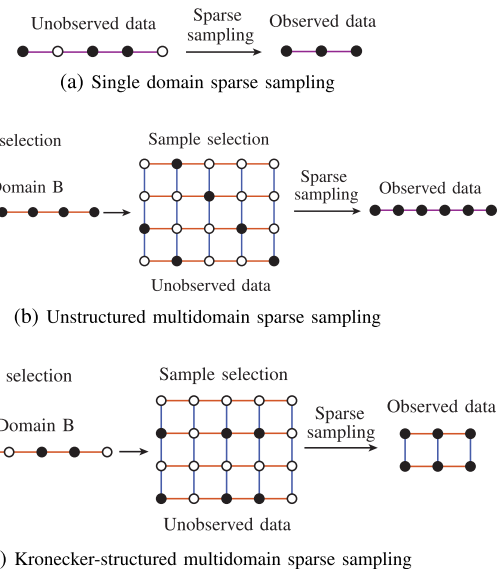 Unobserved data
Sparse
sampling
Observed data
(a) Single domain sparse sampling
selection
Sample selection
Domain B
Sparse
sampling
Observed data
Unobserved data
(b) Unstructured multidomain sparse sampling
selection
Sample selection
Domain B
Sparse
sampling
Observed data
Unobserved data
) Kronecker-structured multidomain sparse sampling